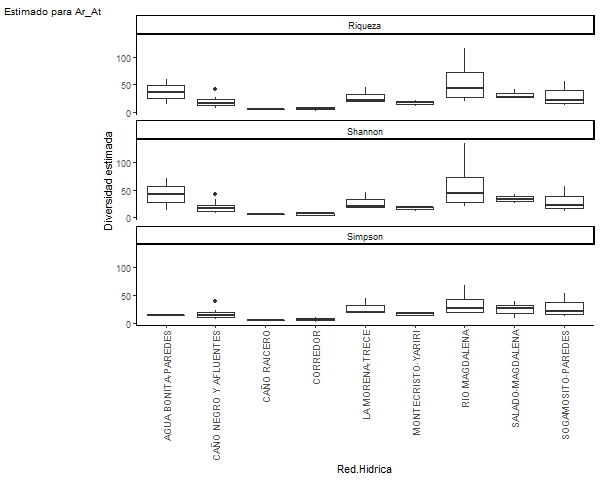 Estimado para Ar_At
Riqueza
100
50
0
Shannon
100
50
0
Simpson
100
50
0
Diversidad estimada
AGUA BONITA-PAREDES
CAÑO NEGRO Y AFLUENTES
CAÑO RAICERO
CORREDOR
LA MORENA-TRECE
MONTECRISTO-YARIRI
RIO MAGDALENA
SALADO-MAGDALENA
SOGAMOSITO-PAREDES
Red.Hidrica